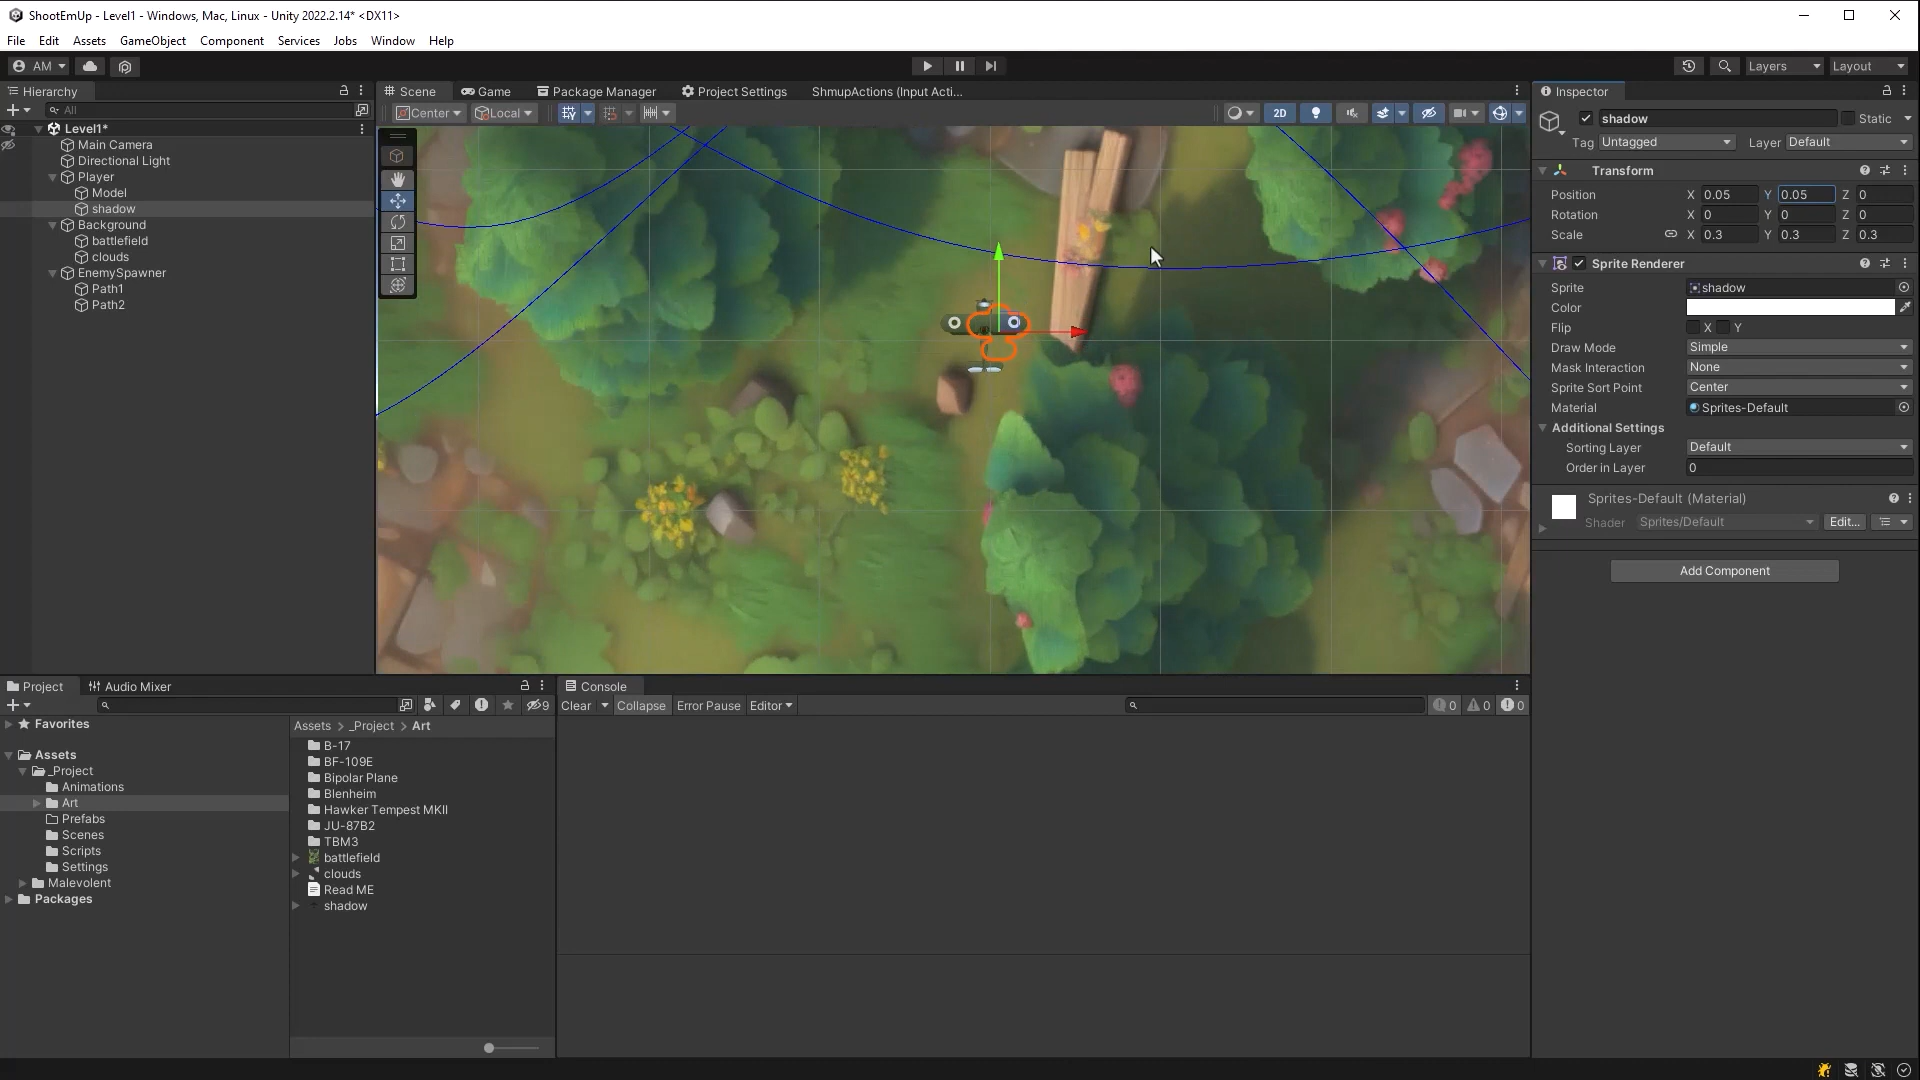 ShootEmUp - Level1 - Windows, Mac, Linux - Unity 2022.2.14* <DX11>
File Edit Assets GameObject Component Services Jobs Window Help
AM Layers Layout
Hierarchy
All
Level1*
Main Camera
Directional Light
Player
Model
shadow
Background
battlefield
clouds
EnemySpawner
Path1
Path2
Scene Game Package Manager Project Settings ShmupActions (Input Acti...
Center Local 2D
Inspector
shadow Static
Tag Untagged Layer Default
Transform
Position X 0.05 Y 0.05 Z 0
Rotation X 0 Y 0 Z 0
Scale X 0.3 Y 0.3 Z 0.3
Sprite Renderer
Sprite shadow
Color
Flip X Y
Draw Mode Simple
Mask Interaction None
Sprite Sort Point Center
Material Sprites-Default
Additional Settings
Sorting Layer Default
Order in Layer 0
Sprites-Default (Material)
Shader Sprites/Default Edit...
Add Component
Project Audio Mixer
9
Favorites
Assets
_Project
Animations
Art
Prefabs
Scenes
Scripts
Settings
Malevolent
Packages
Assets > _Project > Art
B-17
BF-109E
Bipolar Plane
Blenheim
Hawker Tempest MKII
JU-87B2
TBM3
battlefield
clouds
Read ME
shadow
Console
Clear Collapse Error Pause Editor 0 0 0